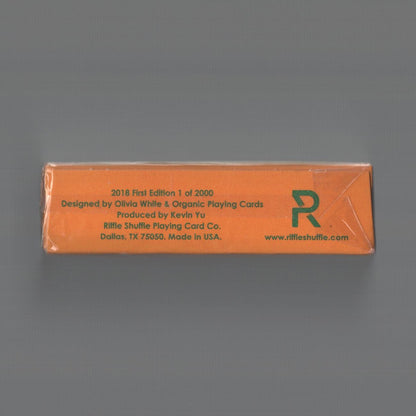 2018 First Edition 1 of 2000
Designed by Olivia White & Organic Playing Cards
Produced by Kevin Yu
Riffle Shuffle Playing Card Co.
Dallas, TX 75050. Made in USA.
R
www.riffleshuffle.com